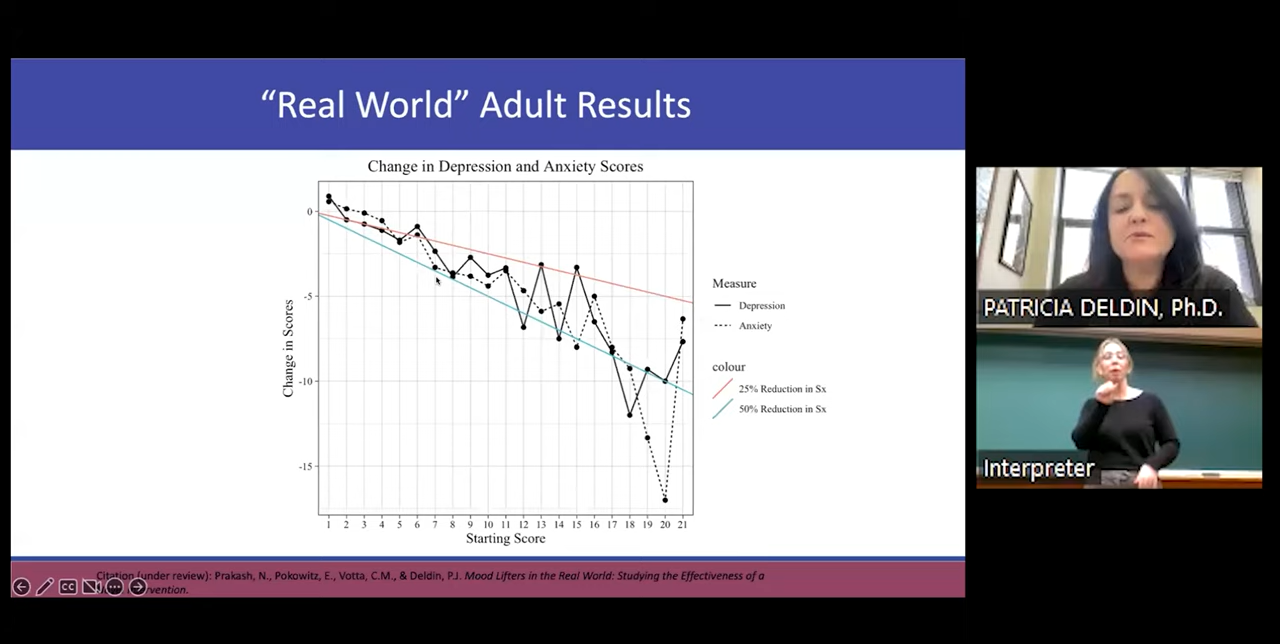 “Real World” Adult Results
Change in Depression and Anxiety Scores
Change in Scores
0
-5
-10
-15
1 2 3 4 5 6 7 8 9 10 11 12 13 14 15 16 17 18 19 20 21
Starting Score
Measure
Depression
Anxiety
colour
25% Reduction in Sx
50% Reduction in Sx
Citation (under review): Prakash, N., Pokowitz, E., Votta, C.M., & Deldin, P.J. Mood Lifters in the Real World: Studying the Effectiveness of a
CC
PATRICIA DELDIN, Ph.D.
Interpreter